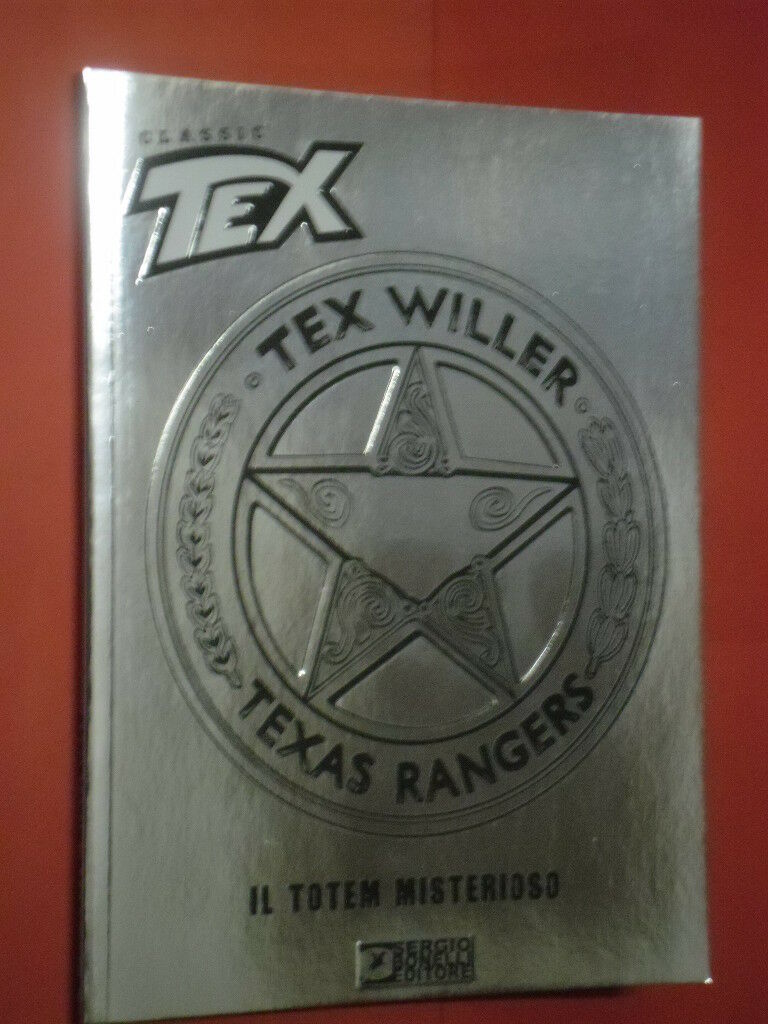 CLASSIC
TEX
TEX WILLER
TEXAS RANGERS
IL TOTEM MISTERIOSO
SERGIO
BONELLI
EDITORE